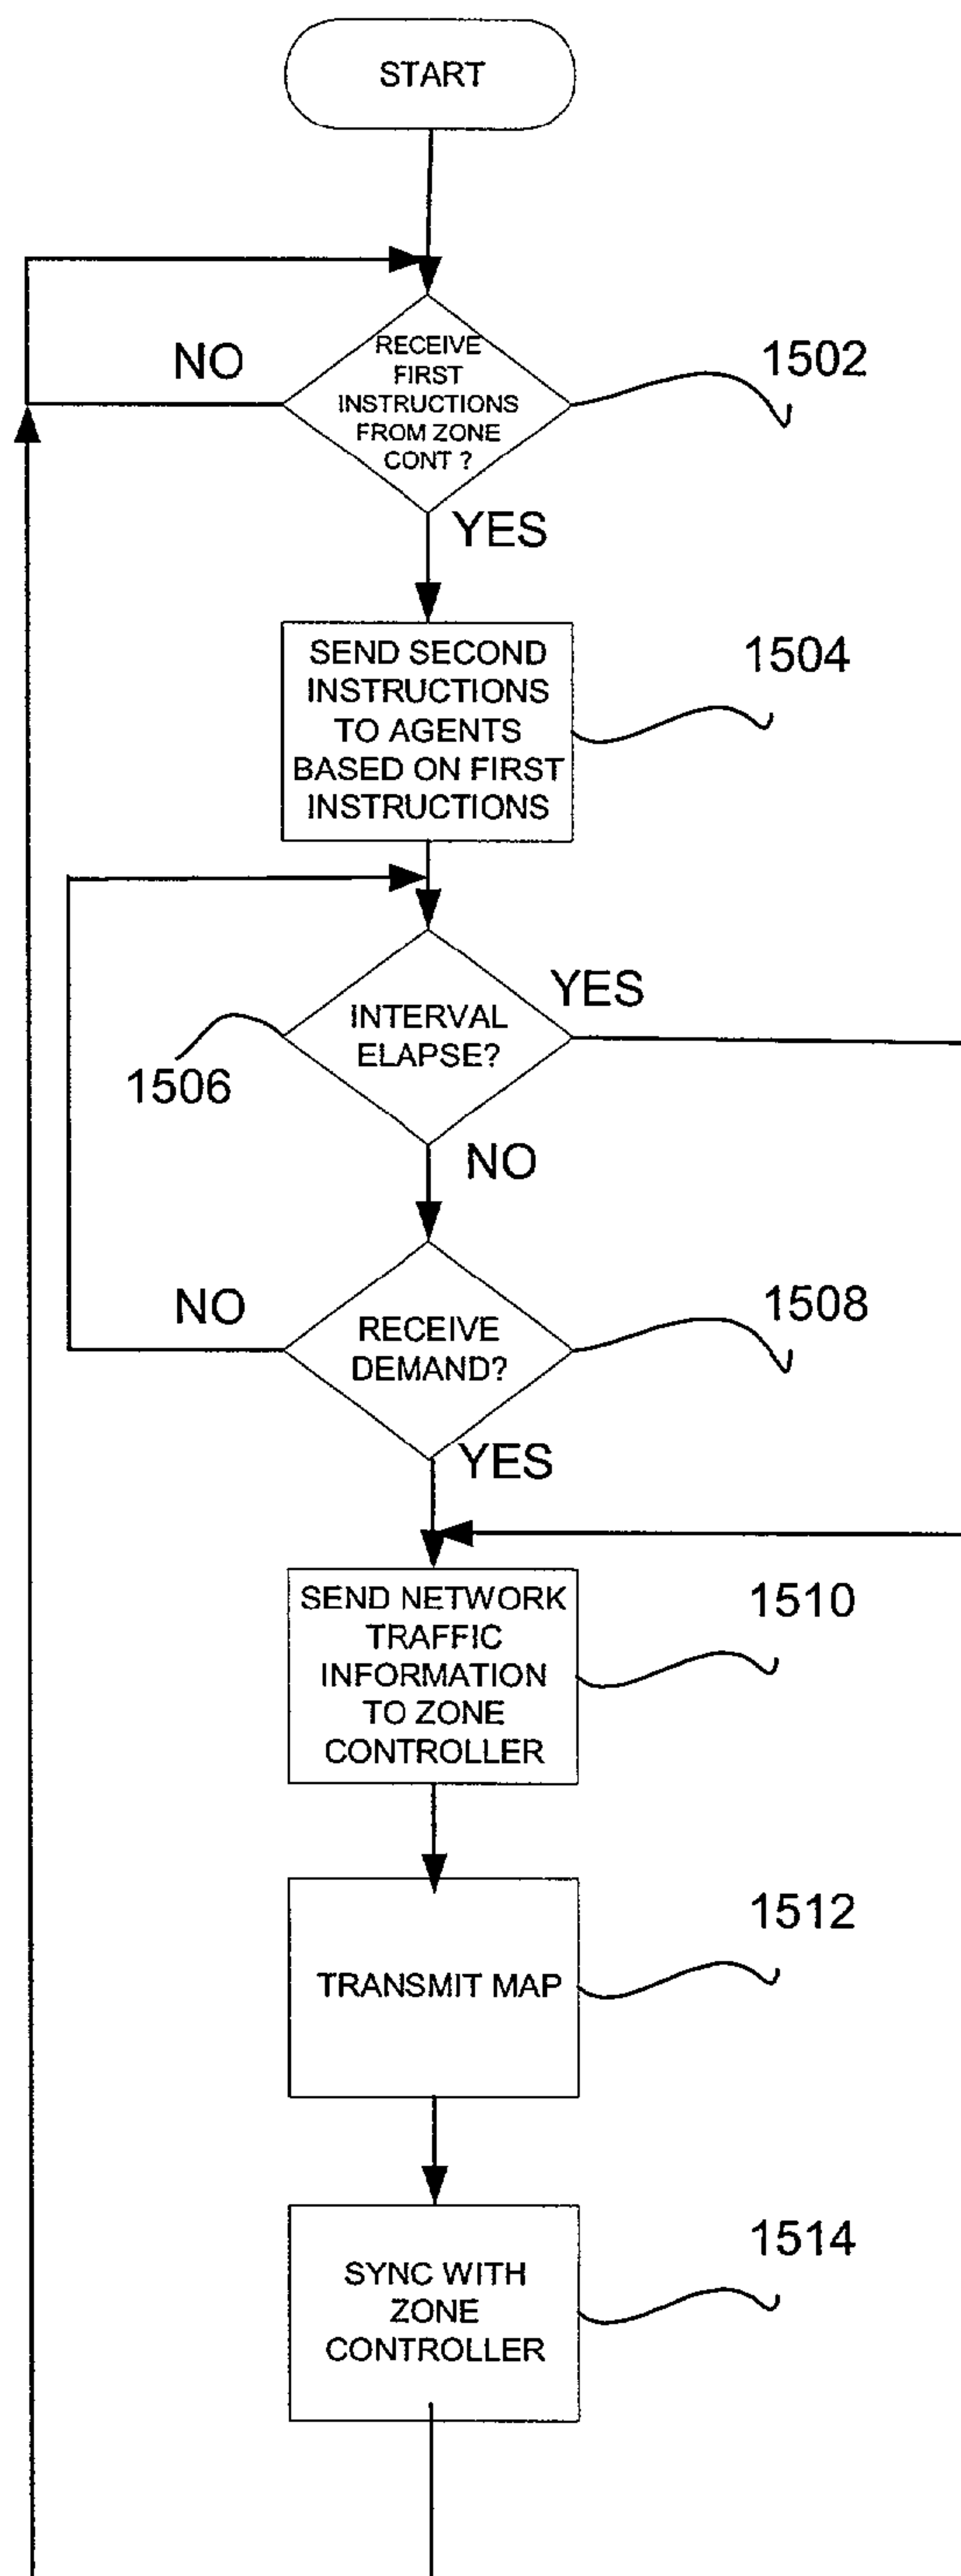 START
NO
RECEIVE
FIRST
INSTRUCTIONS
FROM ZONE
CONT ?
1502
YES
SEND SECOND
INSTRUCTIONS
TO AGENTS
BASED ON FIRST
INSTRUCTIONS
1504
YES
INTERVAL
ELAPSE?
1506
NO
NO
RECEIVE
DEMAND?
1508
YES
SEND NETWORK
TRAFFIC
INFORMATION
TO ZONE
CONTROLLER
1510
TRANSMIT MAP
1512
SYNC WITH
ZONE
CONTROLLER
1514